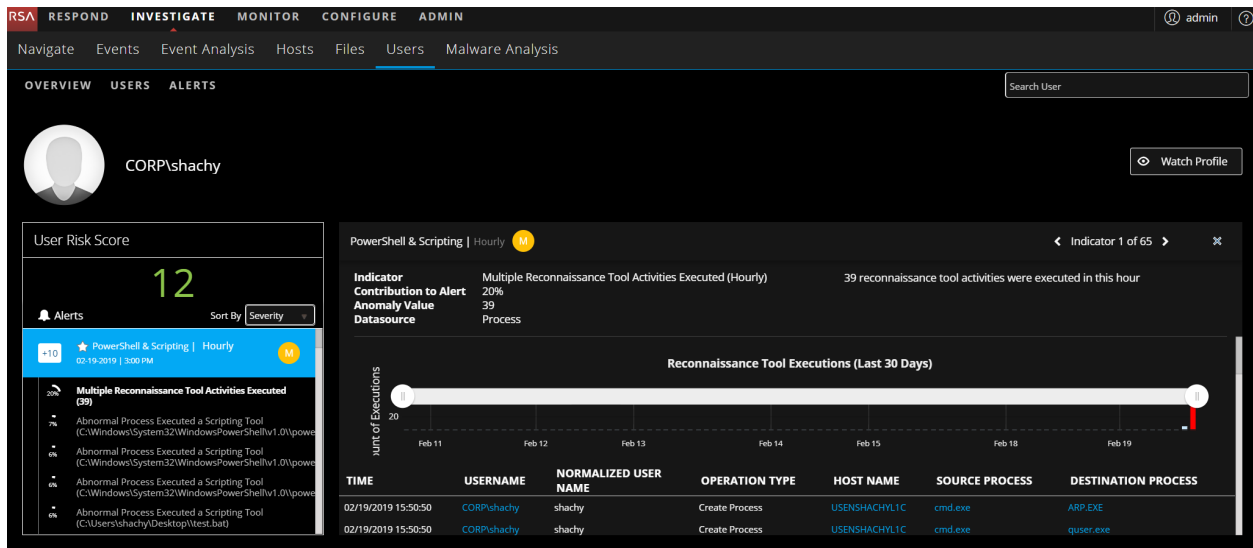 RSA RESPOND INVESTIGATE MONITOR CONFIGURE ADMIN admin ?
Navigate Events Event Analysis Hosts Files Users Malware Analysis
OVERVIEW USERS ALERTS Search User
CORP\shachy Watch Profile
User Risk Score
12
Alerts Sort By Severity
+10 PowerShell & Scripting | Hourly M
02-19-2019 | 3:00 PM
20% Multiple Reconnaissance Tool Activities Executed
(39)
7% Abnormal Process Executed a Scripting Tool
(C:\Windows\System32\WindowsPowerShell\v1.0\\powe
6% Abnormal Process Executed a Scripting Tool
(C:\Windows\System32\WindowsPowerShell\v1.0\\powe
6% Abnormal Process Executed a Scripting Tool
(C:\Windows\System32\WindowsPowerShell\v1.0\\powe
6% Abnormal Process Executed a Scripting Tool
(C:\Users\shachy\Desktop\\test.bat)
PowerShell & Scripting | Hourly M Indicator 1 of 65
Indicator Multiple Reconnaissance Tool Activities Executed (Hourly) 39 reconnaissance tool activities were executed in this hour
Contribution to Alert 20%
Anomaly Value 39
Datasource Process
Reconnaissance Tool Executions (Last 30 Days)
ount of Executions
20
Feb 11 Feb 12 Feb 13 Feb 14 Feb 15 Feb 18 Feb 19
TIME USERNAME NORMALIZED USER NAME OPERATION TYPE HOST NAME SOURCE PROCESS DESTINATION PROCESS
02/19/2019 15:50:50 CORP\shachy shachy Create Process USENSHACHYL1C cmd.exe ARP.EXE
02/19/2019 15:50:50 CORP\shachy shachy Create Process USENSHACHYL1C cmd.exe quser.exe